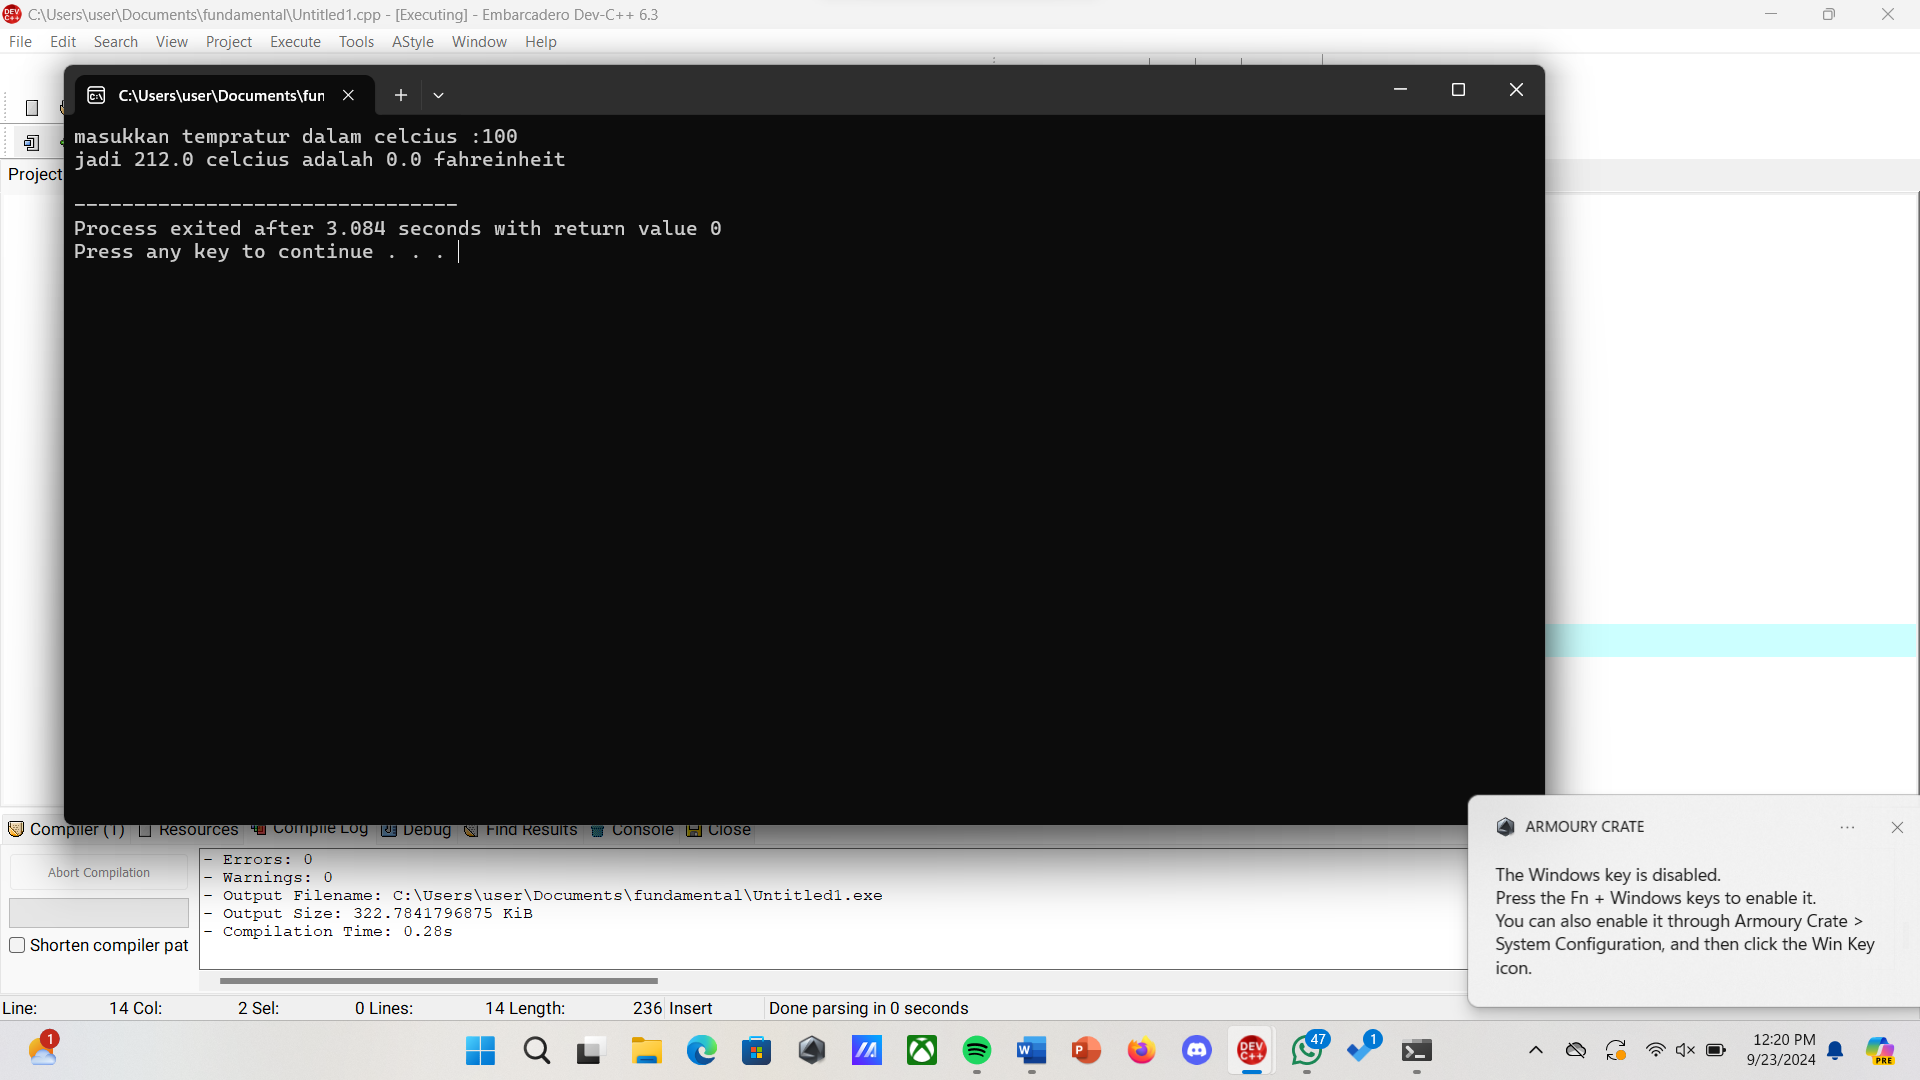 C:\Users\user\Documents\fundamental\Untitled1.cpp - [Executing] - Embarcadero Dev-C++ 6.3
File Edit Search View Project Execute Tools AStyle Window Help
C:\Users\user\Documents\fun
masukkan tempratur dalam celcius :100
jadi 212.0 celcius adalah 0.0 fahreinheit
Project
--------------------------------
Process exited after 3.084 seconds with return value 0
Press any key to continue . . .
Compiler (1) Resources Compile Log Debug Find Results Console Close
Abort Compilation
Shorten compiler pat
- Errors: 0
- Warnings: 0
- Output Filename: C:\Users\user\Documents\fundamental\Untitled1.exe
- Output Size: 322.7841796875 KiB
- Compilation Time: 0.28s
ARMOURY CRATE
The Windows key is disabled.
Press the Fn + Windows keys to enable it.
You can also enable it through Armoury Crate >
System Configuration, and then click the Win Key
icon.
Line: 14 Col: 2 Sel: 0 Lines: 14 Length: 236 Insert Done parsing in 0 seconds
1
DEV C++
47
1
12:20 PM
9/23/2024
PRE